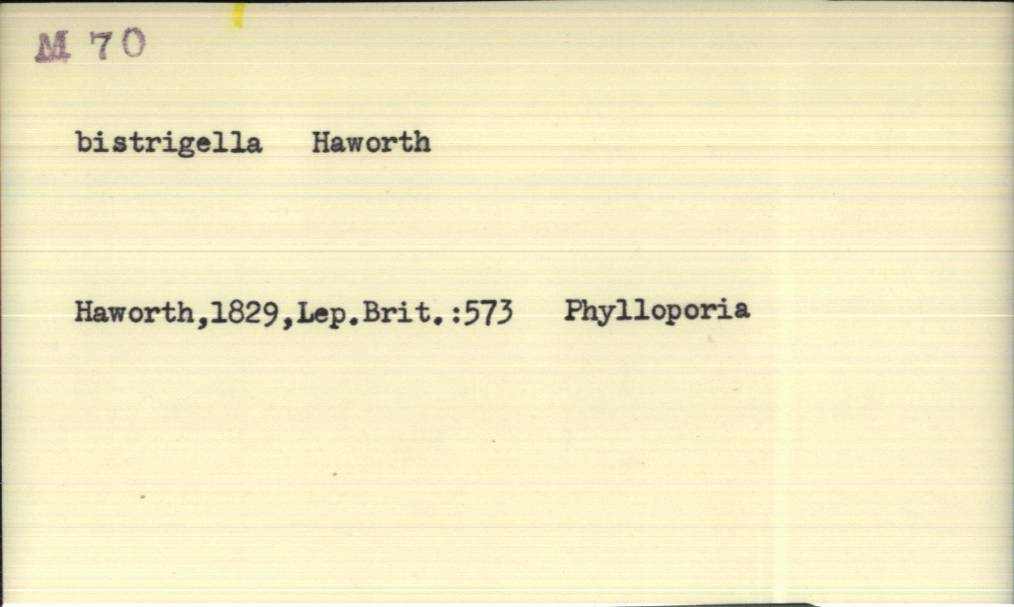 M 70
bistrigella Haworth
Haworth,1829,Lep.Brit.:573 Phylloporia